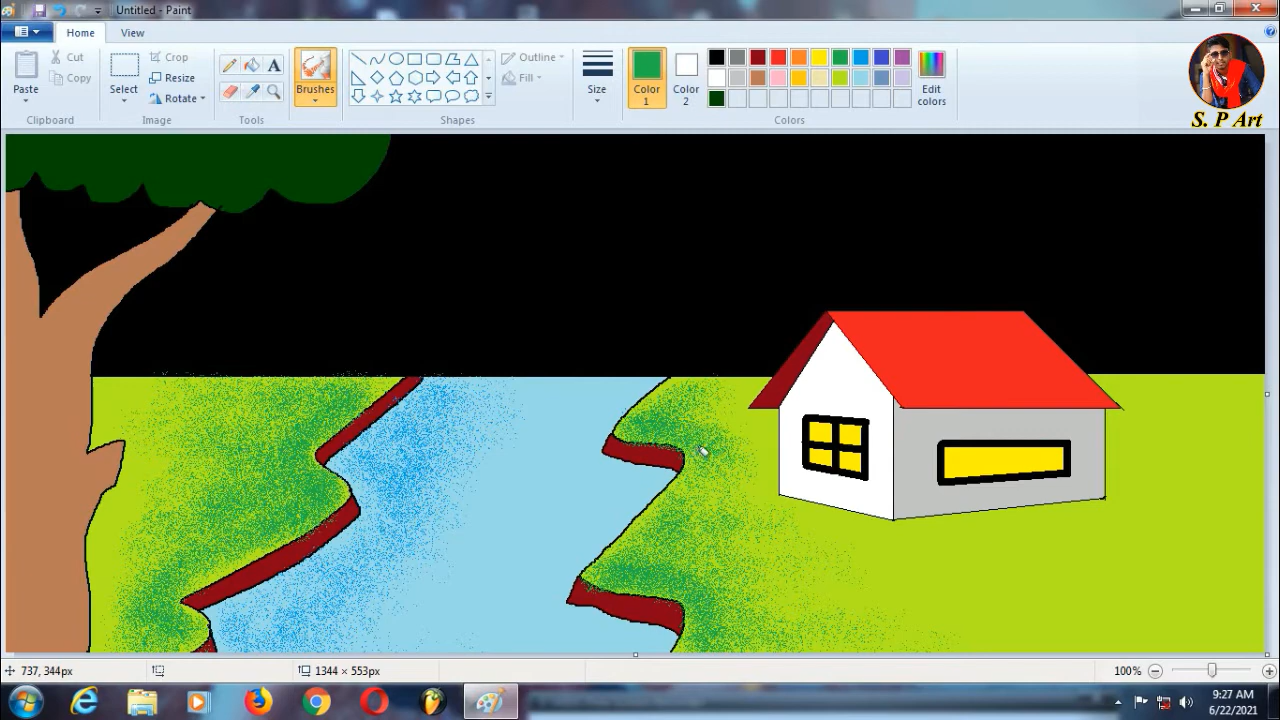 Untitled - Paint
Home
View
Paste
Cut
Copy
Clipboard
Select
Crop
Resize
Rotate
Image
A
Tools
Brushes
Outline
Fill
Shapes
Size
Color 1
Color 2
Edit colors
Colors
S. P Art
737, 344px
1344 × 553px
100%
9:27 AM
6/22/2021